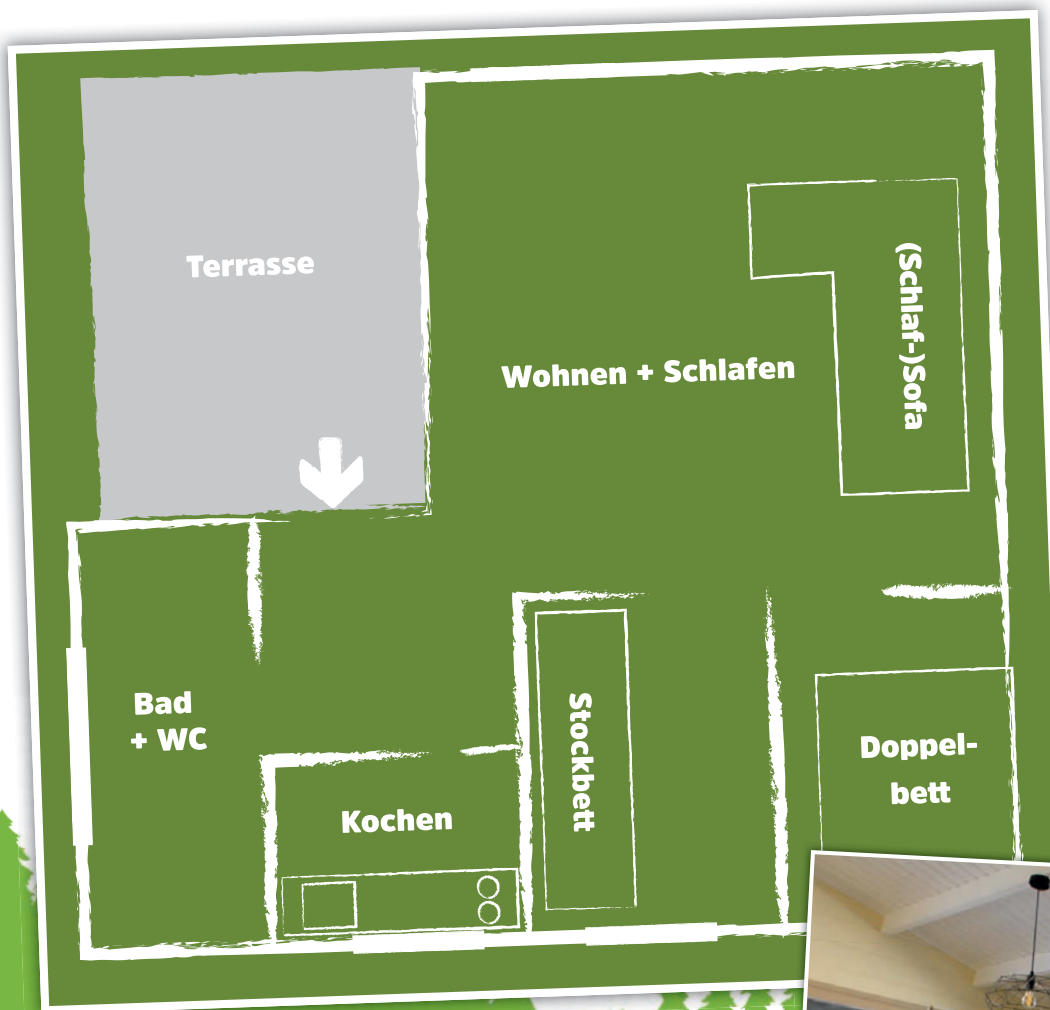 Terrasse
(Schlaf-)Sofa
Wohnen + Schlafen
Bad
+ WC
Stockbett
Doppel-
bett
Kochen